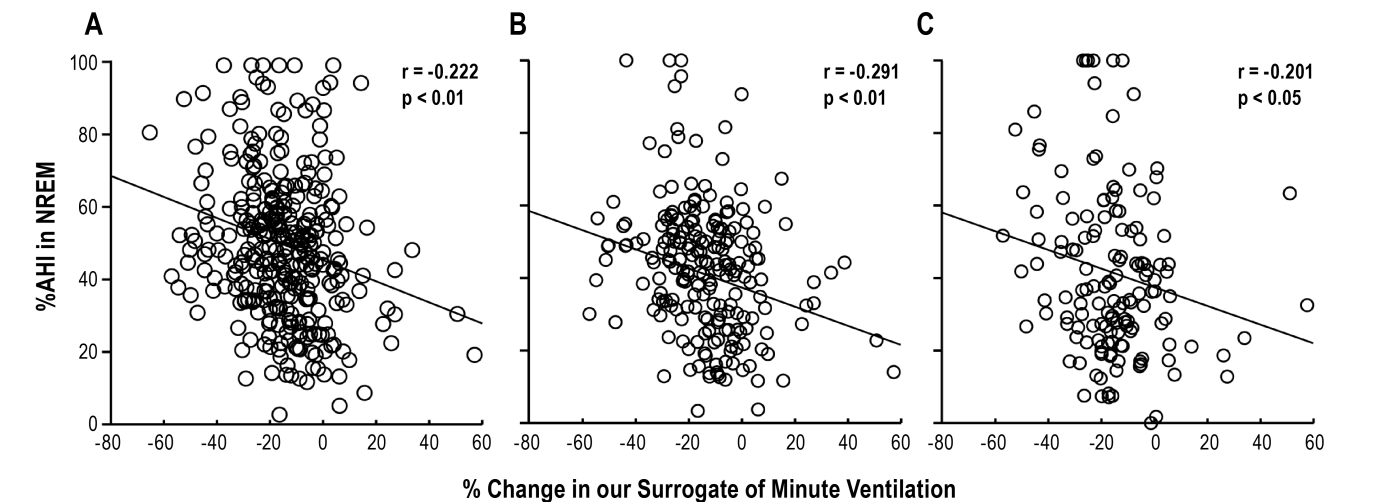 A
B
C
r = -0.222
p < 0.01
r = -0.291
p < 0.01
r = -0.201
p < 0.05
%AHI in NREM
100
80
60
40
20
0
-80 -60 -40 -20 0 20 40 60
-80 -60 -40 -20 0 20 40 60
-80 -60 -40 -20 0 20 40 60
% Change in our Surrogate of Minute Ventilation